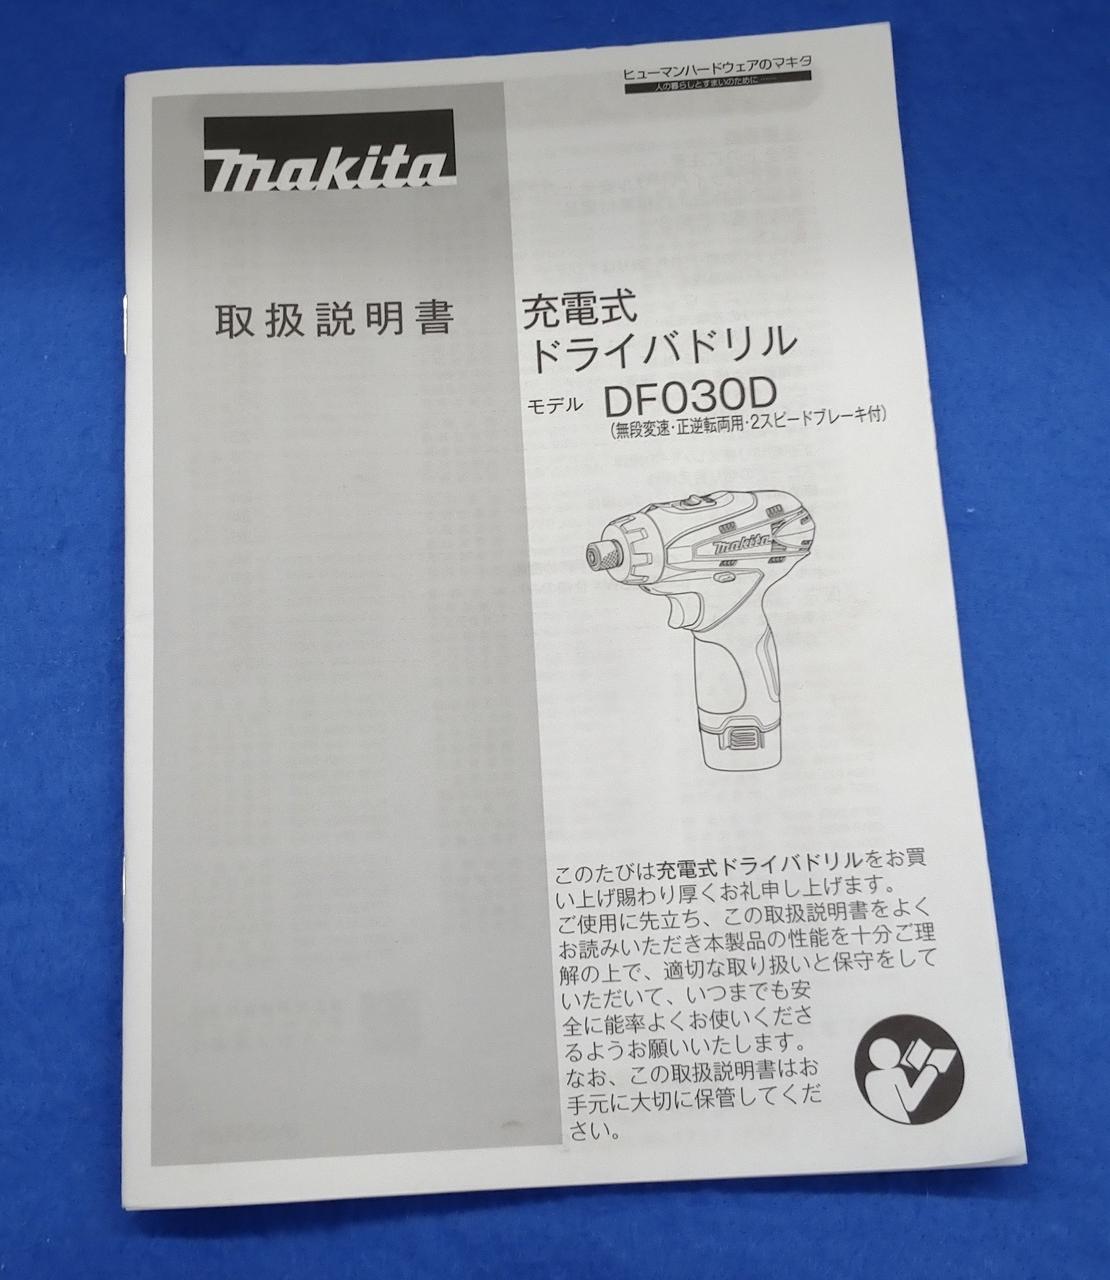 ヒューマンハードウェアのマキタ
人の暮らしとすまいのために……
makita
取扱説明書
充電式
ドライバドリル
モデル DF030D
(無段変速・正逆転両用・2スピードブレーキ付)
makita
このたびは充電式ドライバドリルをお買
い上げ賜わり厚くお礼申し上げます。
ご使用に先立ち、この取扱説明書をよく
お読みいただき本製品の性能を十分ご理
解の上で、適切な取り扱いと保守をして
いただいて、いつまでも安
全に能率よくお使いくださ
るようお願いいたします。
なお、この取扱説明書はお
手元に大切に保管してくだ
さい。